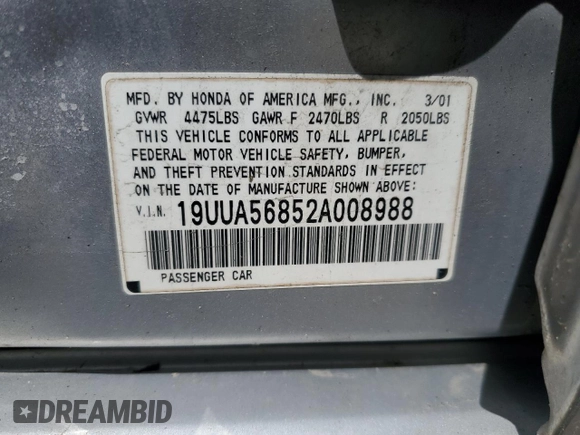 MFD. BY HONDA OF AMERICA MFG., INC. 3/01
GVWR 4475LBS GAWR F 2470LBS R 2050LBS
THIS VEHICLE CONFORMS TO ALL APPLICABLE
FEDERAL MOTOR VEHICLE SAFETY, BUMPER,
AND THEFT PREVENTION STANDARDS IN EFFECT
ON THE DATE OF MANUFACTURE SHOWN ABOVE:
V.I.N. 19UUA56852A008988
PASSENGER CAR
DREAMBID